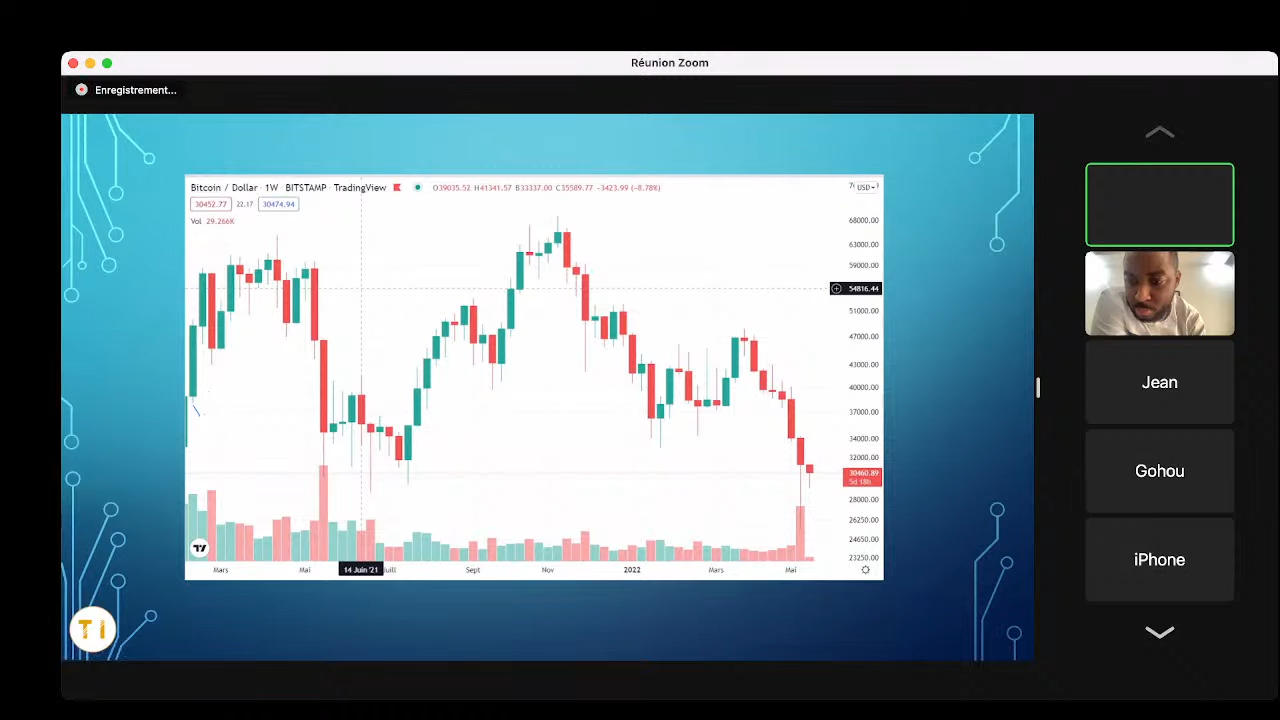 Réunion Zoom
Enregistrement...
Bitcoin / Dollar · 1W · BITSTAMP · TradingView O39035.52 H41341.57 B33337.00 C35589.77 -3423.99 (-8.78%)
USD
30452.77 22.17 30474.94
Vol 29.266K
68000.00
63000.00
59000.00
54816.44
51000.00
47000.00
43000.00
40000.00
37000.00
34000.00
32000.00
30460.89
5d 18h
28000.00
26250.00
24650.00
23250.00
Mars Mai 14 Juin '21 Juill Sept Nov 2022 Mars Mai
TI
Jean
Gohou
iPhone